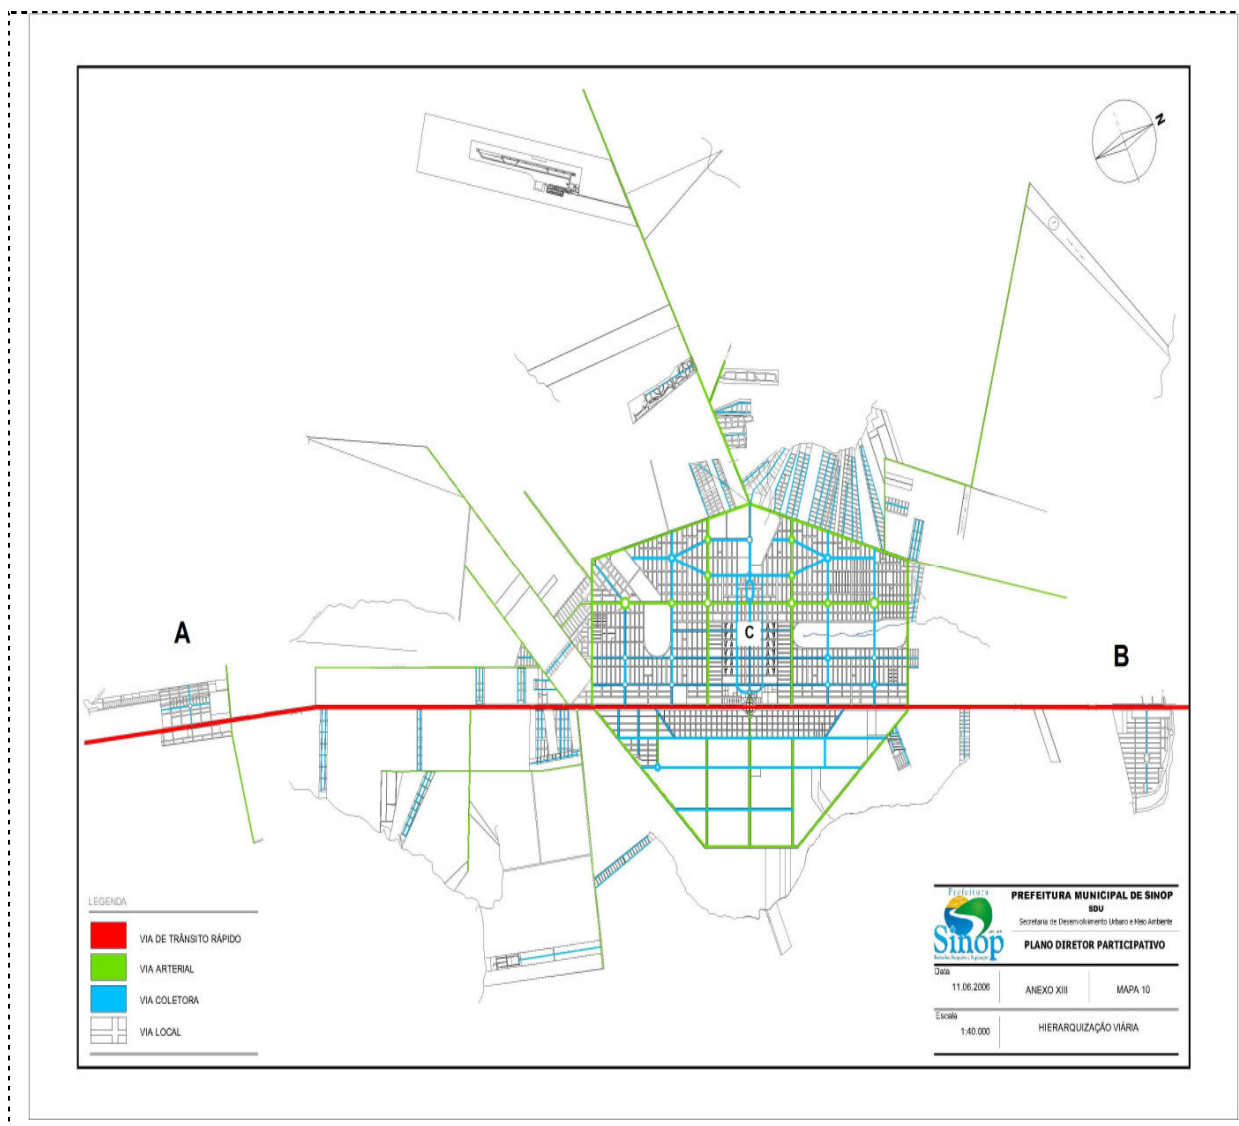 N
A
C
B
LEGENDA
VIA DE TRÂNSITO RÁPIDO
VIA ARTERIAL
VIA COLETORA
VIA LOCAL
Prefeitura
Sinop
PREFEITURA MUNICIPAL DE SINOP
SDU
Secretaria de Desenvolvimento Urbano e Meio Ambiente
PLANO DIRETOR PARTICIPATIVO
Data
11.06.2006
ANEXO XIII
MAPA 10
Escala
1:40.000
HIERARQUIZAÇÃO VIÁRIA